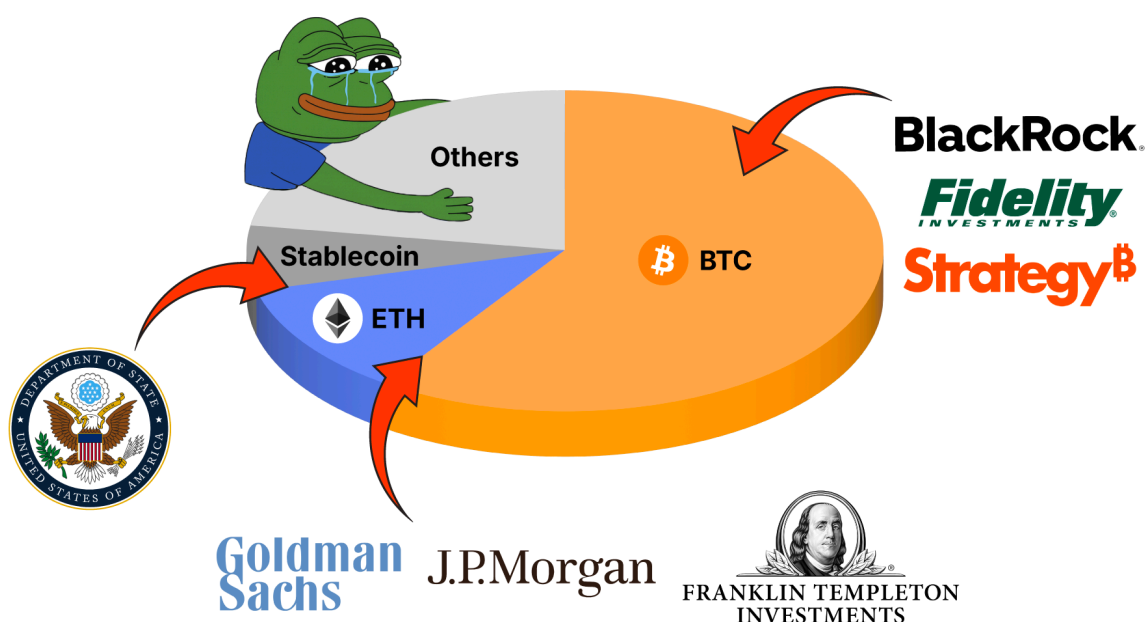 Others
BlackRock®
Fidelity®
INVESTMENTS
Stablecoin
BTC
Strategy₿
ETH
DEPARTMENT OF STATE
UNITED STATES OF AMERICA
Goldman
Sachs
J.P.Morgan
FRANKLIN TEMPLETON
INVESTMENTS